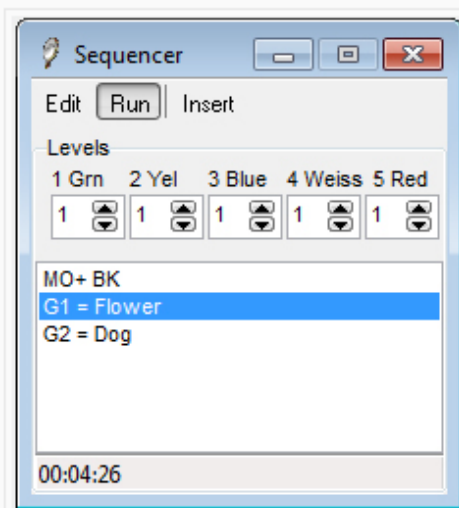 Sequencer
Edit Run Insert
Levels
1 Grn 2 Yel 3 Blue 4 Weiss 5 Red
1 1 1 1 1
MO+ BK
G1 = Flower
G2 = Dog
00:04:26